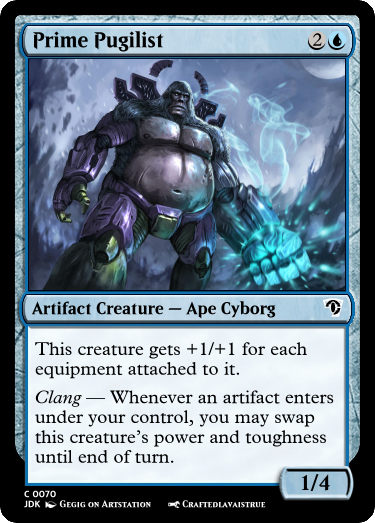 Prime Pugilist 2
Artifact Creature — Ape Cyborg
This creature gets +1/+1 for each
equipment attached to it.
Clang — Whenever an artifact enters
under your control, you may swap
this creature's power and toughness
until end of turn.
1/4
C 0070
JDK Gegig on Artstation Craftedlavaistrue